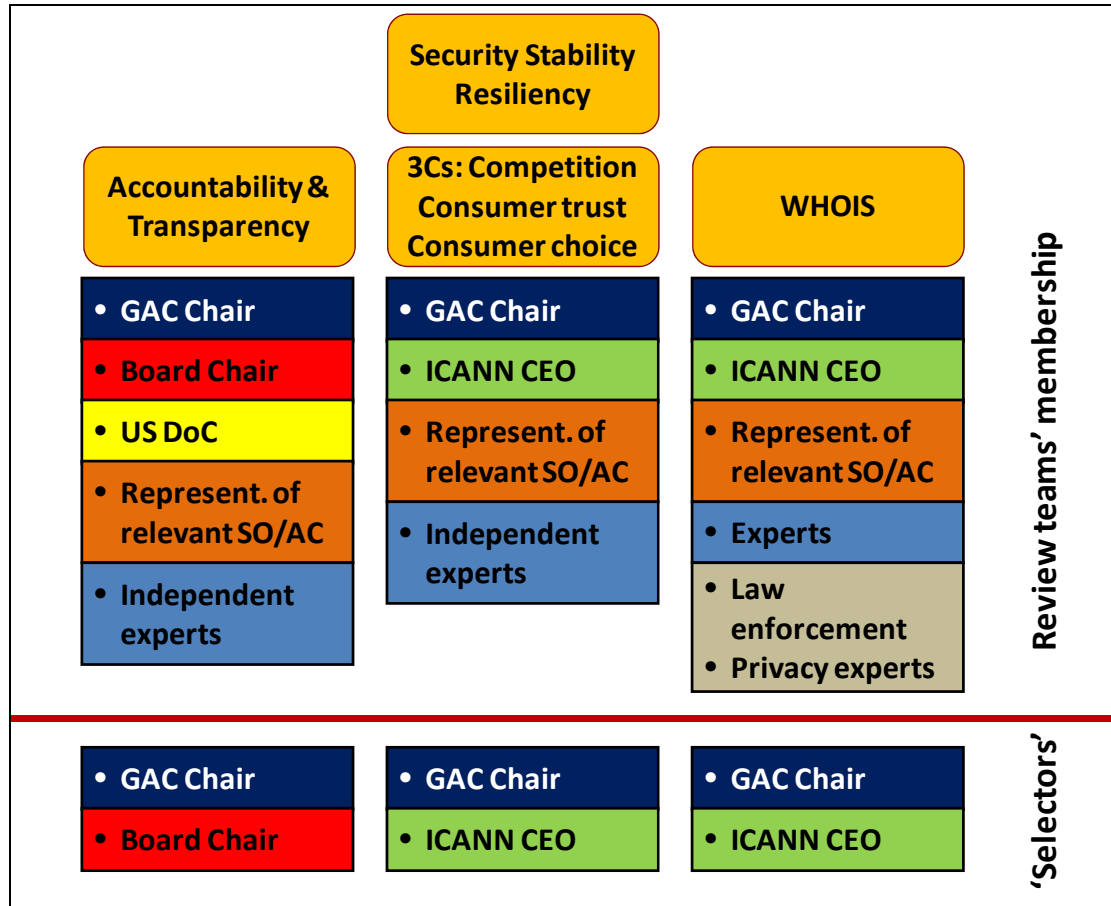 Security Stability
Resiliency
Accountability &
Transparency
3Cs: Competition
Consumer trust
Consumer choice
WHOIS
• GAC Chair
• Board Chair
• US DoC
• Represent. of
relevant SO/AC
• Independent
experts
• GAC Chair
• ICANN CEO
• Represent. of
relevant SO/AC
• Independent
experts
• GAC Chair
• ICANN CEO
• Represent. of
relevant SO/AC
• Experts
• Law
enforcement
• Privacy experts
Review teams’ membership
• GAC Chair
• Board Chair
• GAC Chair
• ICANN CEO
• GAC Chair
• ICANN CEO
‘Selectors’